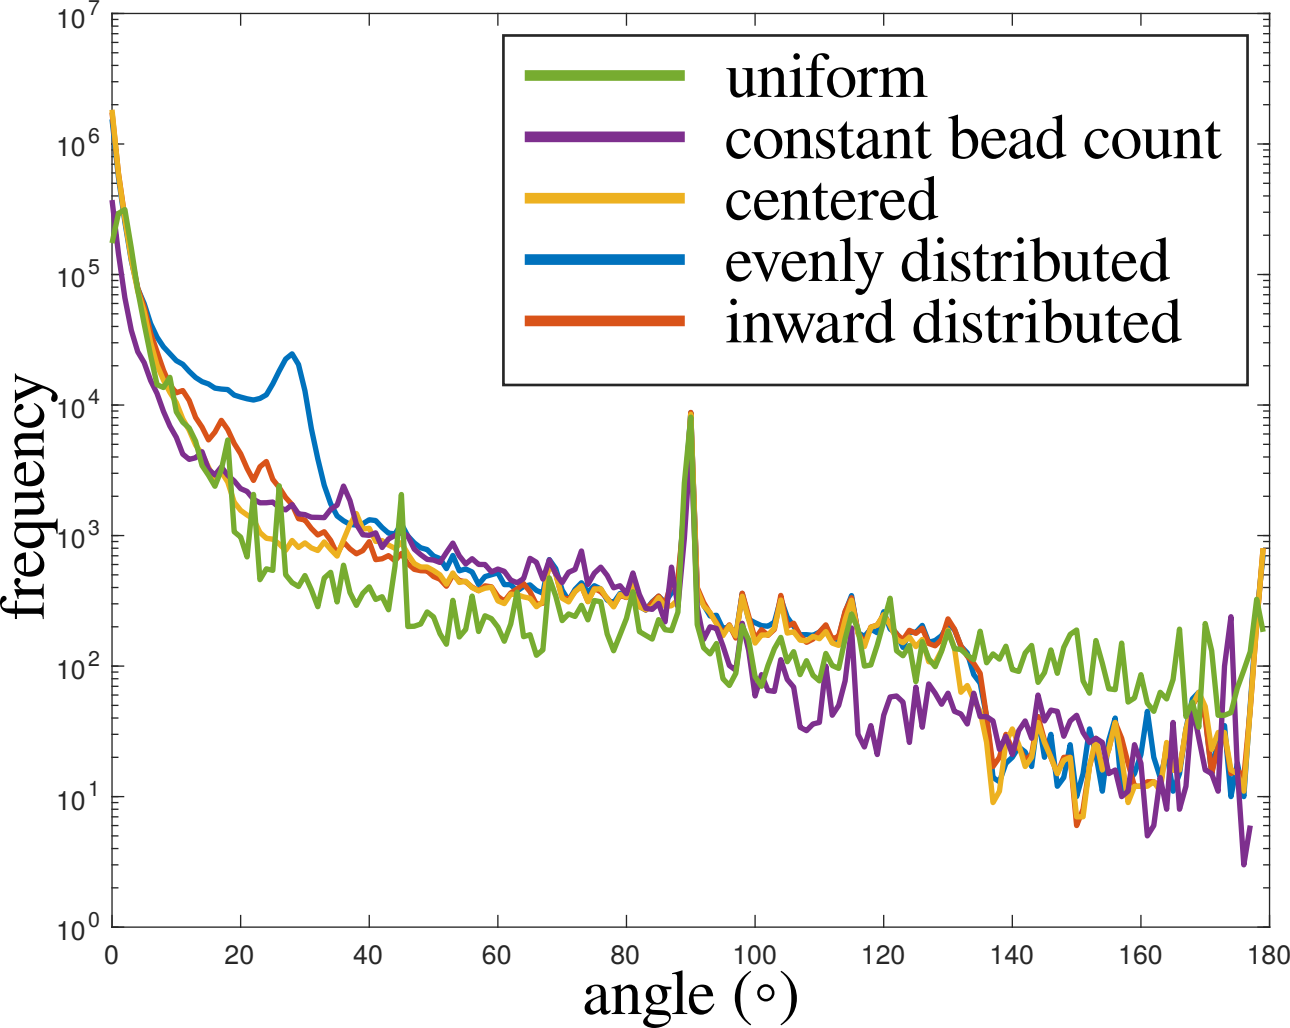 10^7
10^6
10^5
10^4
10^3
10^2
10^1
10^0
frequency
uniform
constant bead count
centered
evenly distributed
inward distributed
0 20 40 60 80 100 120 140 160 180
angle (∘)